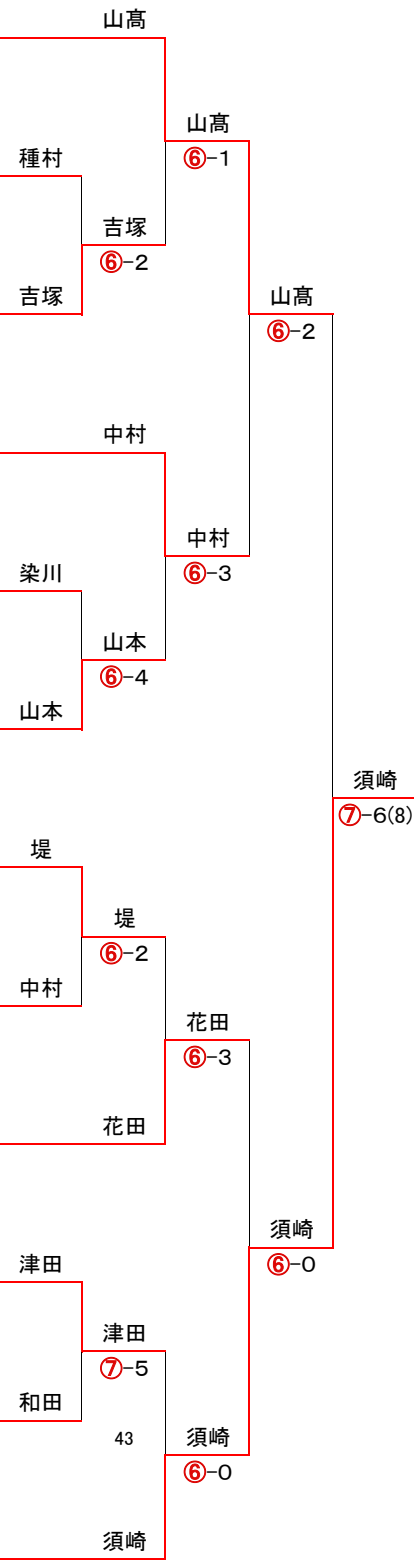 山髙
山髙
⑥-1
種村
吉塚
⑥-2
吉塚
山髙
⑥-2
中村
中村
⑥-3
染川
山本
⑥-4
山本
須崎
⑦-6(8)
堤
堤
⑥-2
中村
花田
⑥-3
花田
須崎
⑥-0
津田
津田
⑦-5
和田
43
須崎
⑥-0
須崎